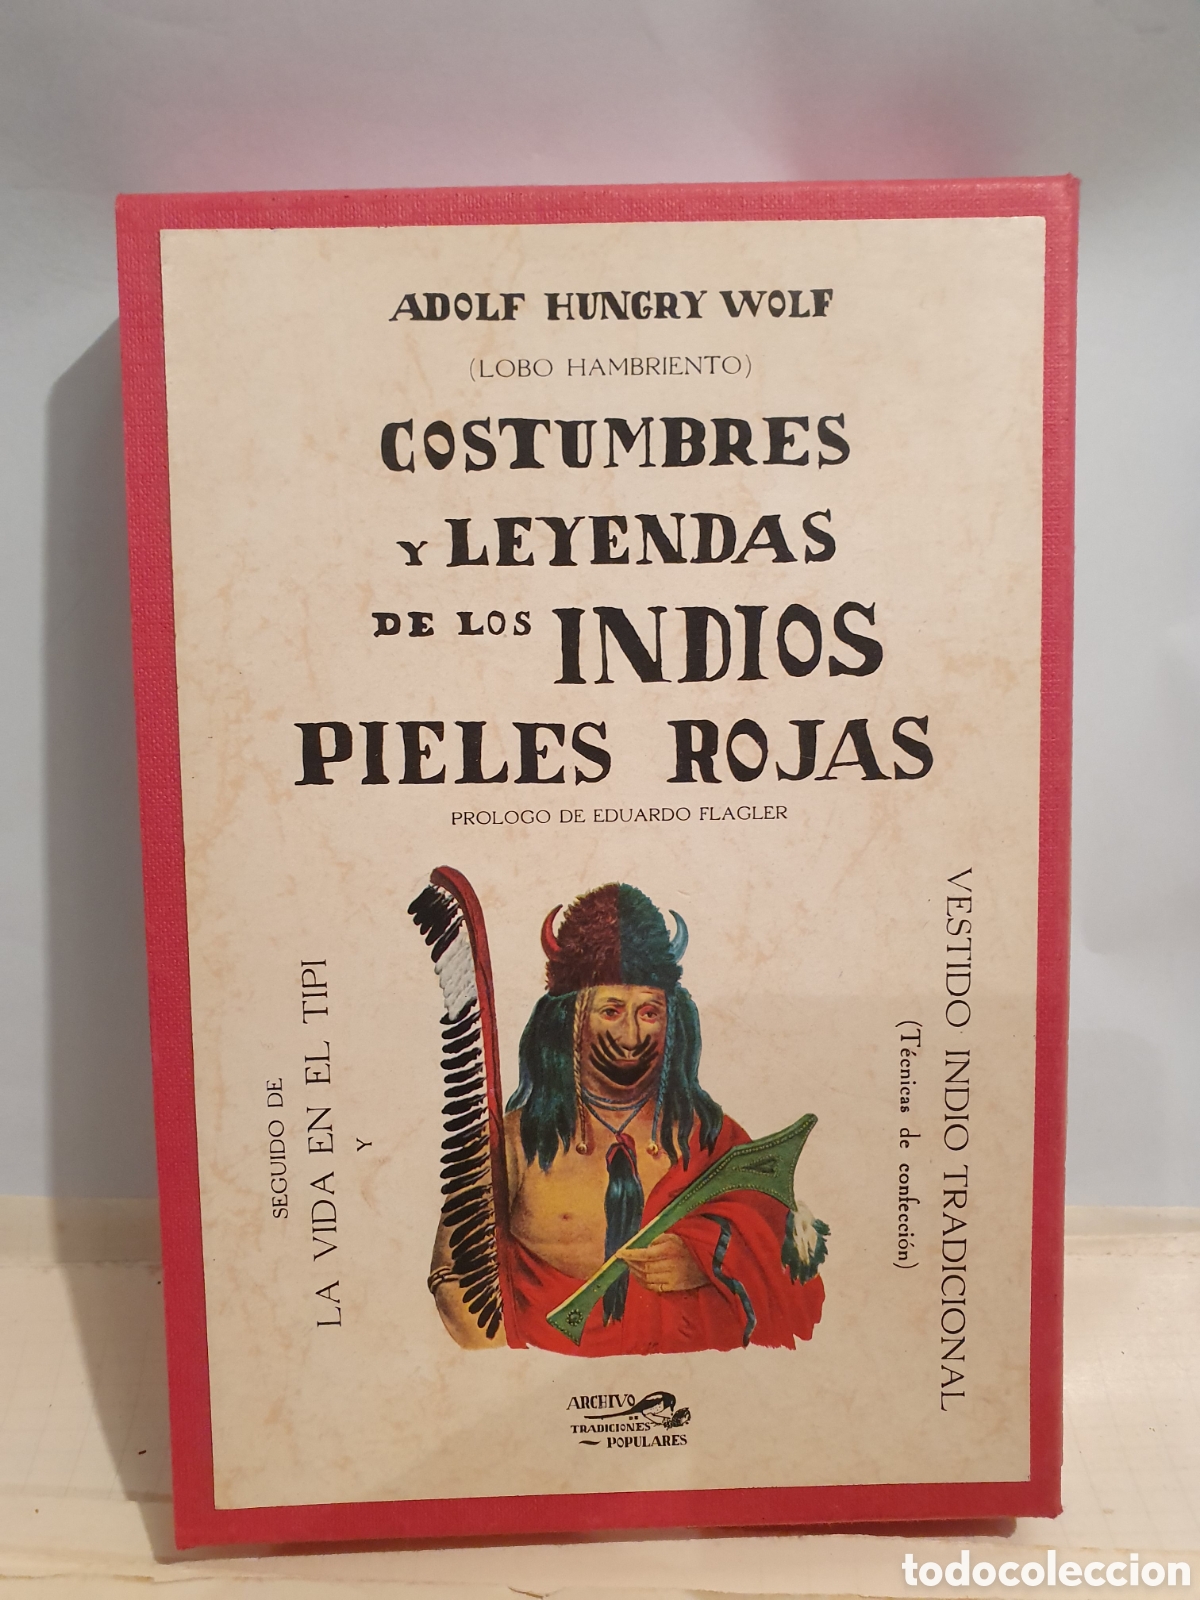 ADOLF HUNGRY WOLF
(LOBO HAMBRIENTO)
COSTUMBRES
Y LEYENDAS
DE LOS INDIOS
PIELES ROJAS
PROLOGO DE EDUARDO FLAGLER
SEGUIDO DE
LA VIDA EN EL TIPI
Y
VESTIDO INDIO TRADICIONAL
(Técnicas de confección)
ARCHIVO
DE
TRADICIONES
POPULARES
todocoleccion